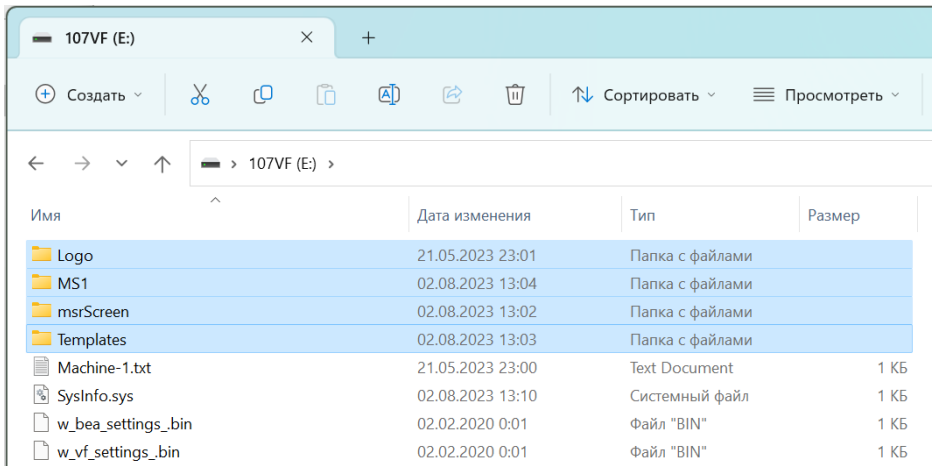 107VF (E:)
Создать Сортировать Просмотреть
107VF (E:)
Имя Дата изменения Тип Размер
Logo 21.05.2023 23:01 Папка с файлами
MS1 02.08.2023 13:04 Папка с файлами
msrScreen 02.08.2023 13:02 Папка с файлами
Templates 02.08.2023 13:03 Папка с файлами
Machine-1.txt 21.05.2023 23:00 Text Document 1 КБ
SysInfo.sys 02.08.2023 13:10 Системный файл 1 КБ
w_bea_settings_.bin 02.02.2020 0:01 Файл "BIN" 1 КБ
w_vf_settings_.bin 02.02.2020 0:01 Файл "BIN" 1 КБ